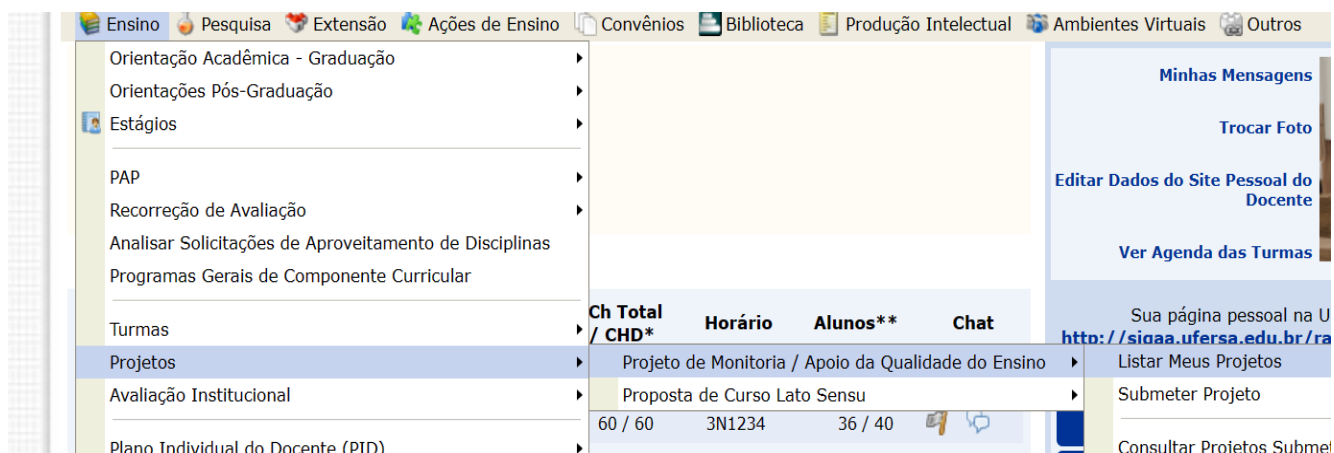 Ensino Pesquisa Extensão Ações de Ensino Convênios Biblioteca Produção Intelectual Ambientes Virtuais Outros
Orientação Acadêmica - Graduação
Orientações Pós-Graduação
Estágios
PAP
Recorreção de Avaliação
Analisar Solicitações de Aproveitamento de Disciplinas
Programas Gerais de Componente Curricular
Turmas
Projetos
Avaliação Institucional
Plano Individual do Docente (PID)
Ch Total
/ CHD*
Horário Alunos** Chat
Projeto de Monitoria / Apoio da Qualidade do Ensino
Proposta de Curso Lato Sensu
60 / 60 3N1234 36 / 40
Minhas Mensagens
Trocar Foto
Editar Dados do Site Pessoal do
Docente
Ver Agenda das Turmas
Sua página pessoal na U
http://sigaa.ufersa.edu.br/ra
Listar Meus Projetos
Submeter Projeto
Consultar Projetos Submet